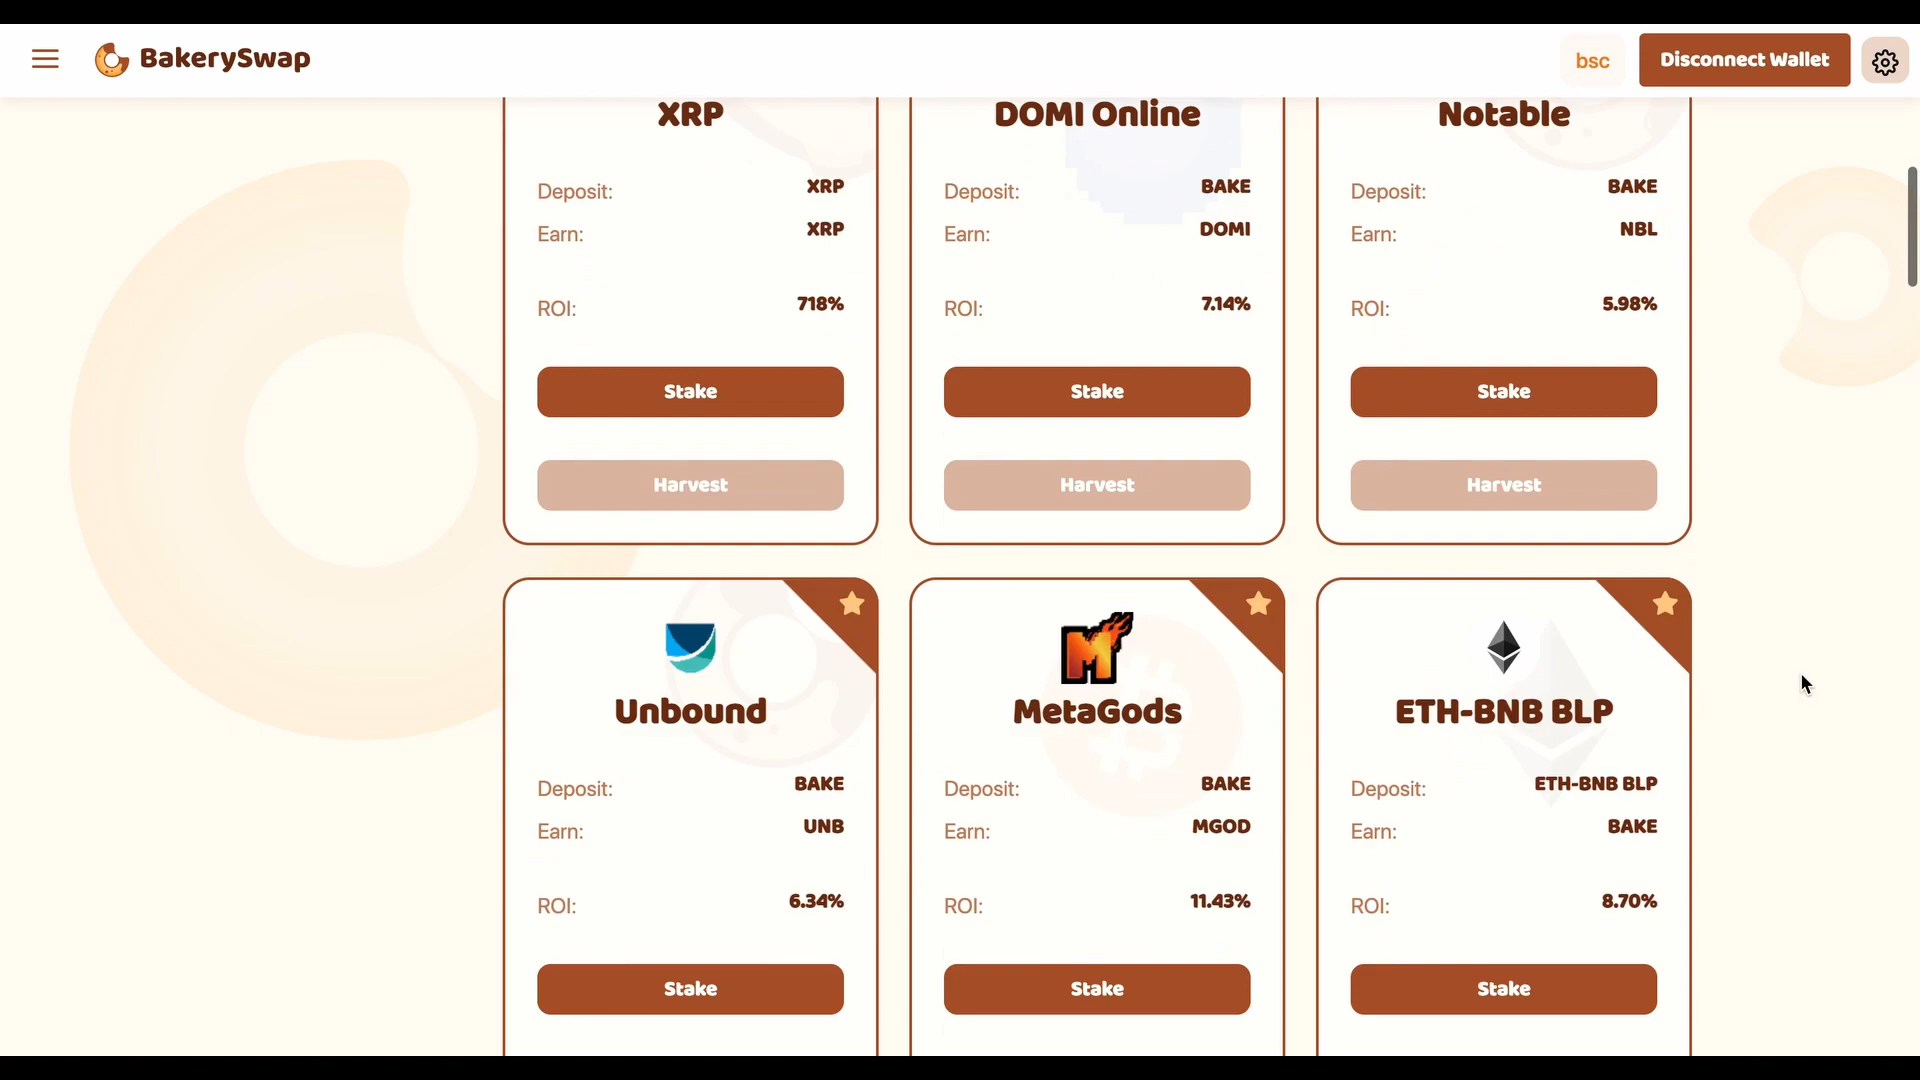 BakerySwap
bsc
Disconnect Wallet
XRP
Deposit: XRP
Earn: XRP
ROI: 718%
Stake
Harvest
DOMI Online
Deposit: BAKE
Earn: DOMI
ROI: 7.14%
Stake
Harvest
Notable
Deposit: BAKE
Earn: NBL
ROI: 5.98%
Stake
Harvest
Unbound
Deposit: BAKE
Earn: UNB
ROI: 6.34%
Stake
MetaGods
Deposit: BAKE
Earn: MGOD
ROI: 11.43%
Stake
ETH-BNB BLP
Deposit: ETH-BNB BLP
Earn: BAKE
ROI: 8.70%
Stake